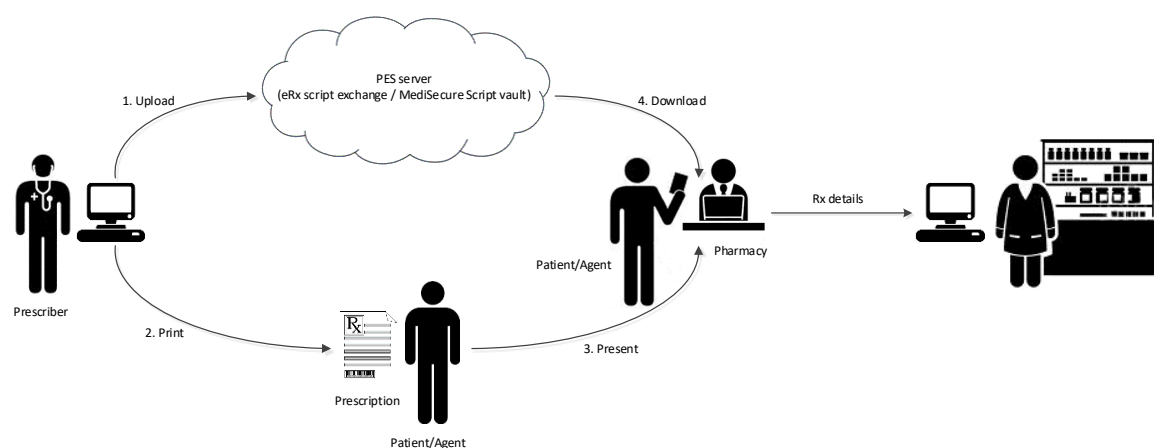 PES server
(eRx script exchange / MediSecure Script vault)
1. Upload
4. Download
Rx details
Patient/Agent
Pharmacy
Prescriber
2. Print
Rx
3. Present
Prescription
Patient/Agent